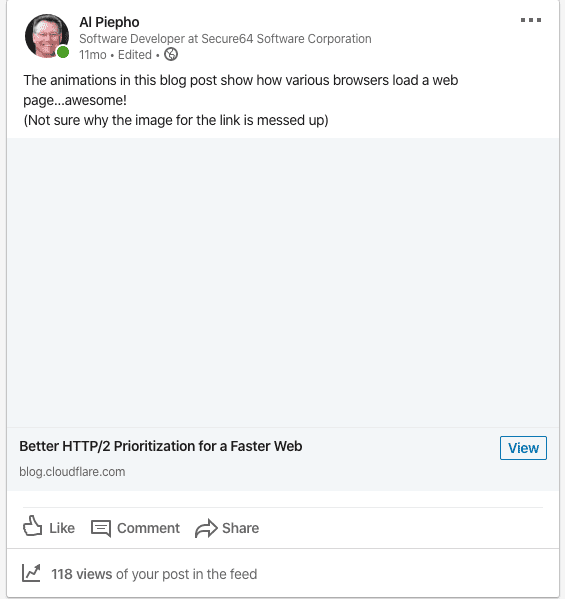 Al Piepho
Software Developer at Secure64 Software Corporation
11mo • Edited •
The animations in this blog post show how various browsers load a web
page...awesome!
(Not sure why the image for the link is messed up)
Better HTTP/2 Prioritization for a Faster Web
View
blog.cloudflare.com
Like Comment Share
118 views of your post in the feed